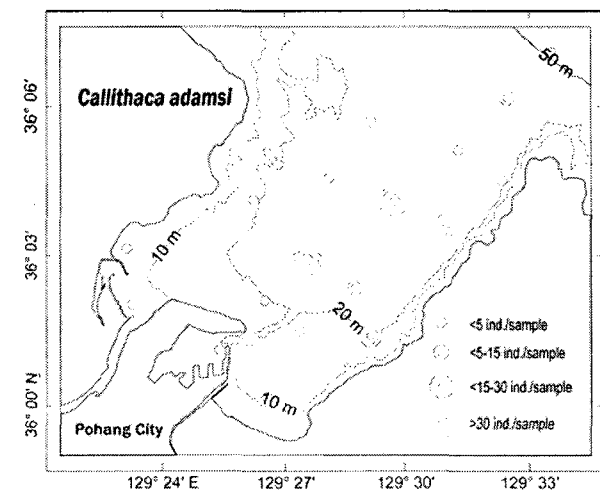 50 m
Callithaca adamsi
36° 06'
10 m
36° 03'
20 m
<5 ind./sample
<5-15 ind./sample
<15-30 ind./sample
>30 ind./sample
10 m
36° 00' N
Pohang City
129° 24' E
129° 27'
129° 30'
129° 33'